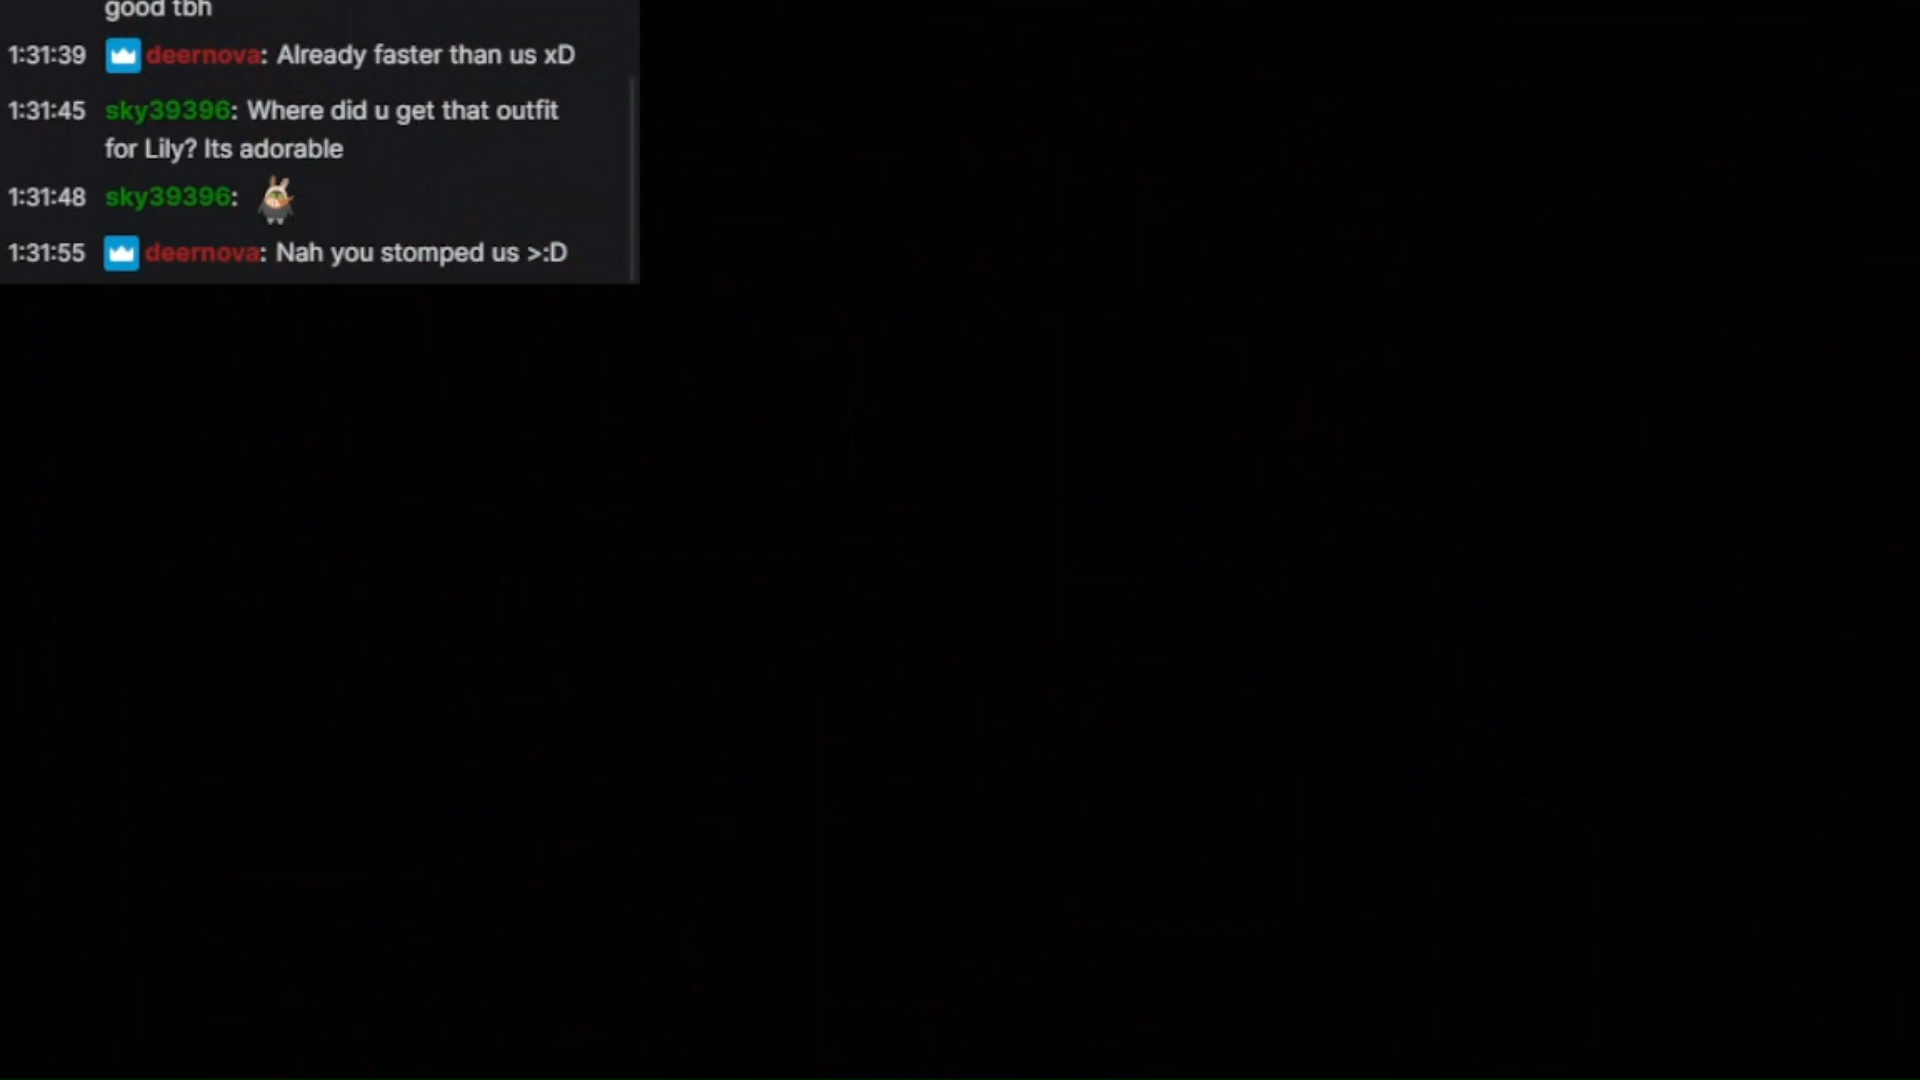 good tbh
1:31:39 deernova: Already faster than us xD
1:31:45 sky39396: Where did u get that outfit
for Lily? Its adorable
1:31:48 sky39396:
1:31:55 deernova: Nah you stomped us >:D